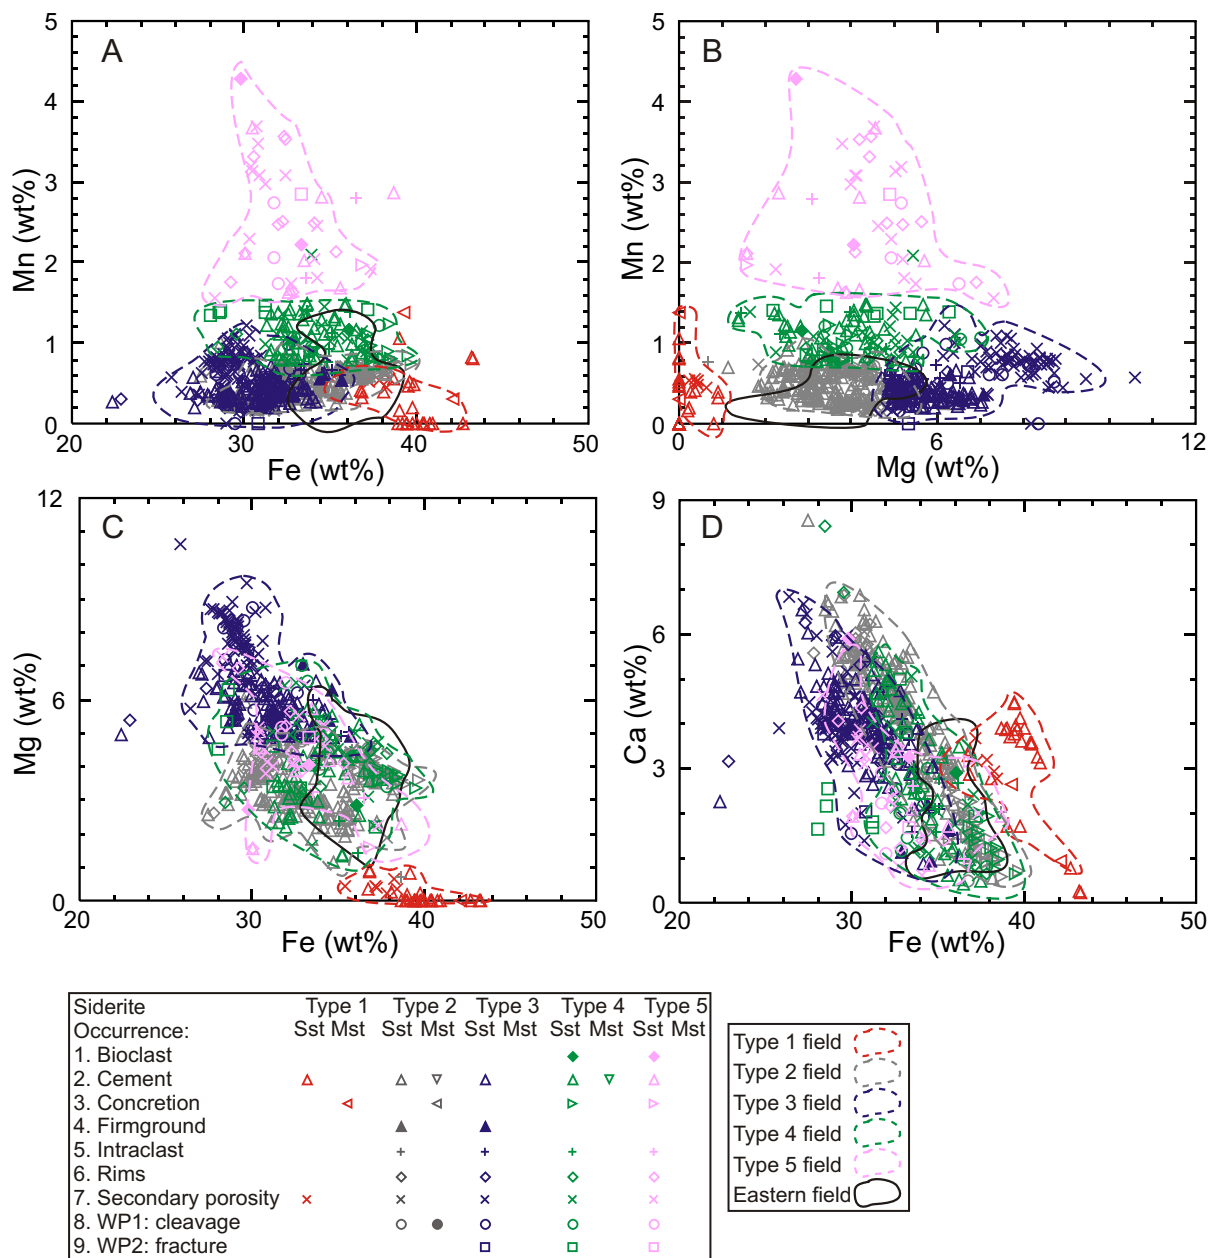 A
5
4
3
2
1
0
Mn (wt%)
20
30
40
50
Fe (wt%)
B
5
4
3
2
1
0
Mn (wt%)
0
6
12
Mg (wt%)
C
12
6
0
Mg (wt%)
20
30
40
50
Fe (wt%)
D
9
6
3
0
Ca (wt%)
20
30
40
50
Fe (wt%)
Siderite Type 1 Type 2 Type 3 Type 4 Type 5
Occurrence: Sst Mst Sst Mst Sst Mst Sst Mst Sst Mst
1. Bioclast
2. Cement
3. Concretion
4. Firmground
5. Intraclast
6. Rims
7. Secondary porosity
8. WP1: cleavage
9. WP2: fracture
Type 1 field
Type 2 field
Type 3 field
Type 4 field
Type 5 field
Eastern field